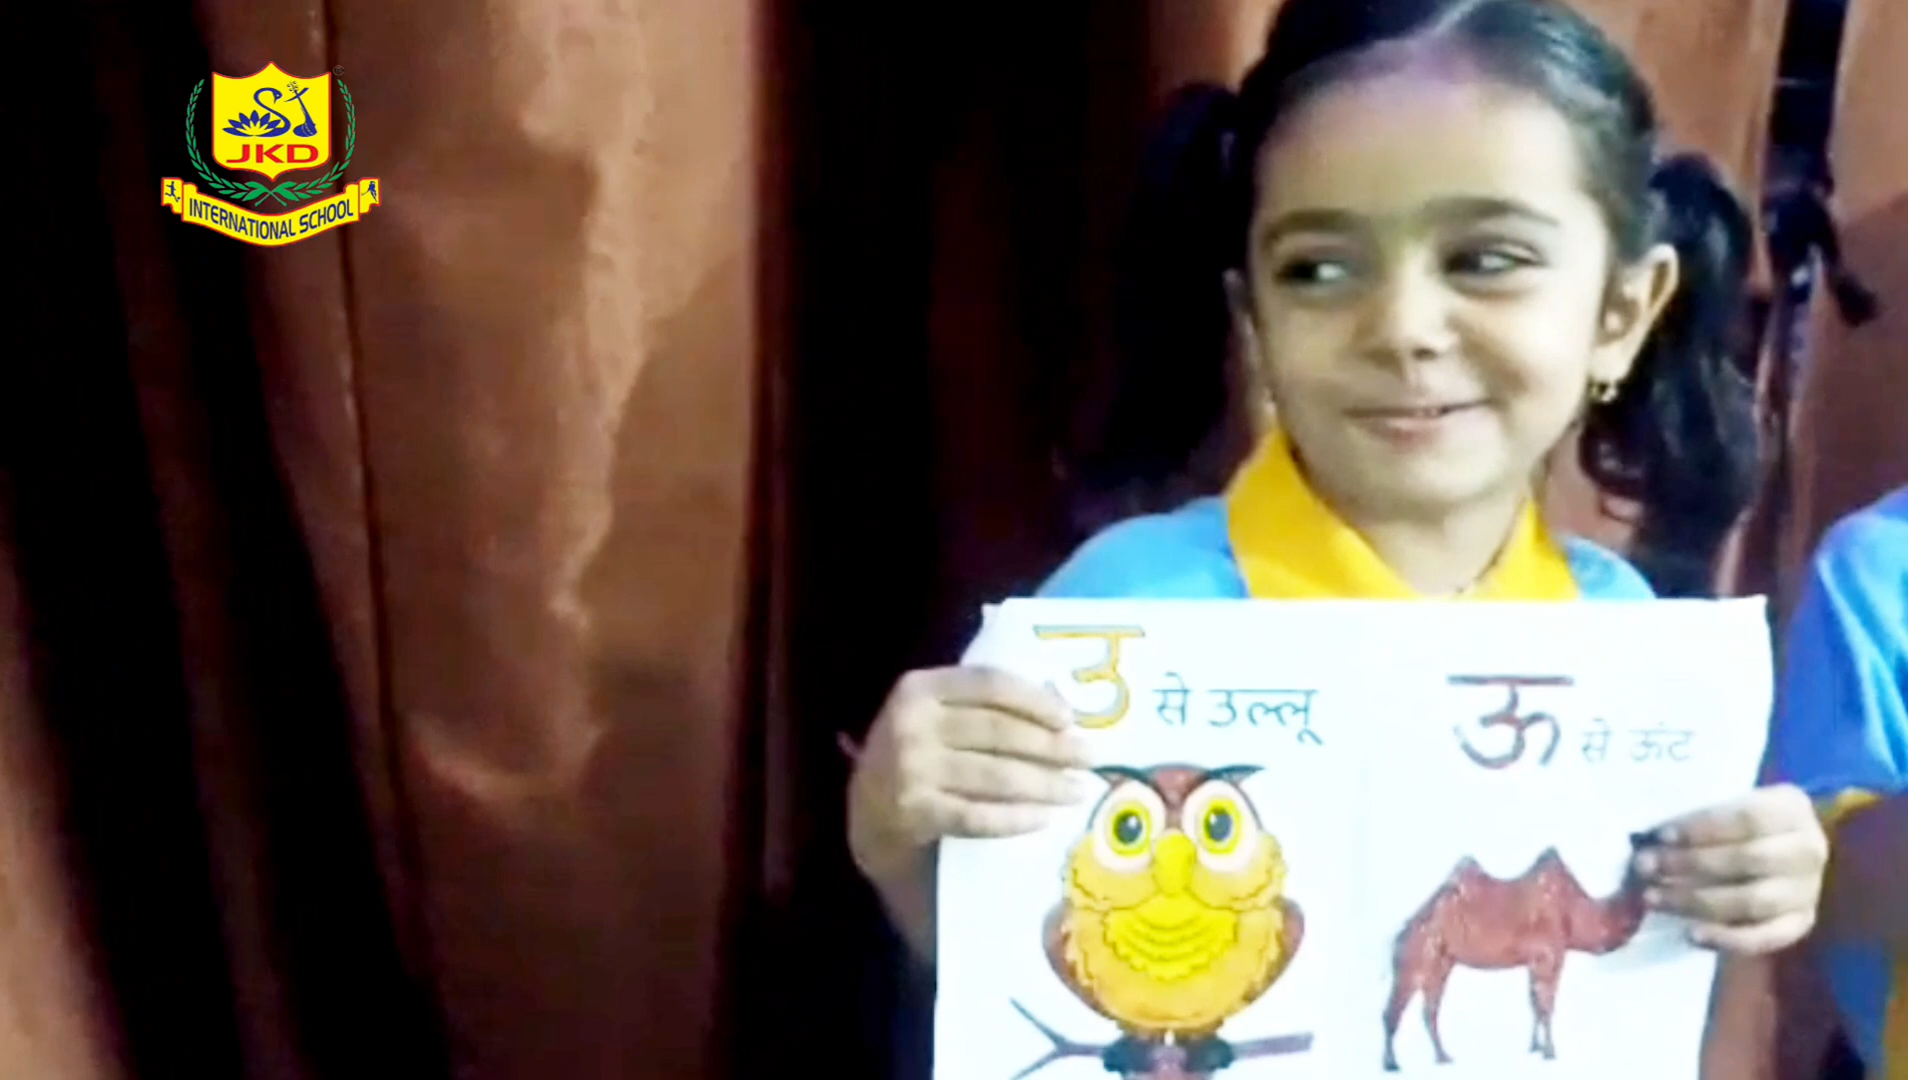 JKD
INTERNATIONAL SCHOOL
उ से उल्लू
ऊ से ऊंट